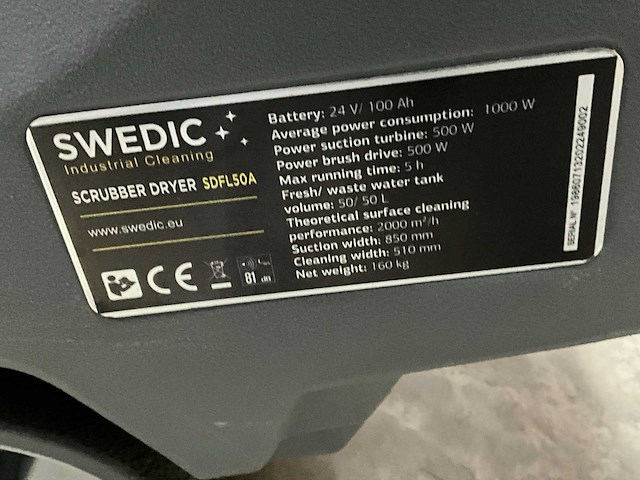 SWEDIC
Industrial Cleaning
SCRUBBER DRYER SDFL50A
www.swedic.eu
CE
81 dB
Battery: 24 V/ 100 Ah
Average power consumption: 1000 W
Power suction turbine: 500 W
Power brush drive: 500 W
Max running time: 5 h
Fresh/ waste water tank
volume: 50/ 50 L
Theoretical surface cleaning
performance: 2000 m²/h
Suction width: 850 mm
Cleaning width: 510 mm
Net weight: 160 kg
SERIAL Nº 19860713202249002